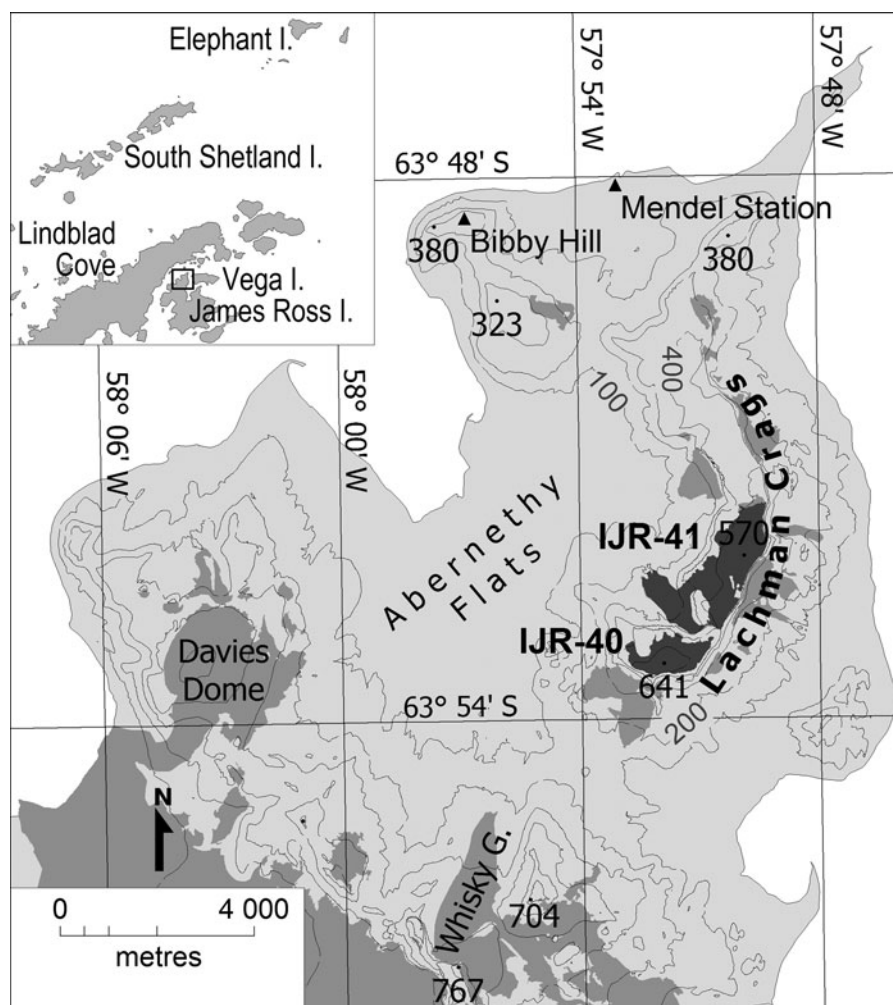 Elephant I.
South Shetland I.
Lindblad
Cove
Vega I.
James Ross I.
57° 54' W
57° 48' W
63° 48' S
Mendel Station
380
Bibby Hill
380
323
58° 06' W
58° 00' W
100
400
Lachman Crags
Abernethy
Flats
IJR-41
570
IJR-40
641
Davies
Dome
63° 54' S
200
N
Whisky G.
704
767
0
4 000
metres